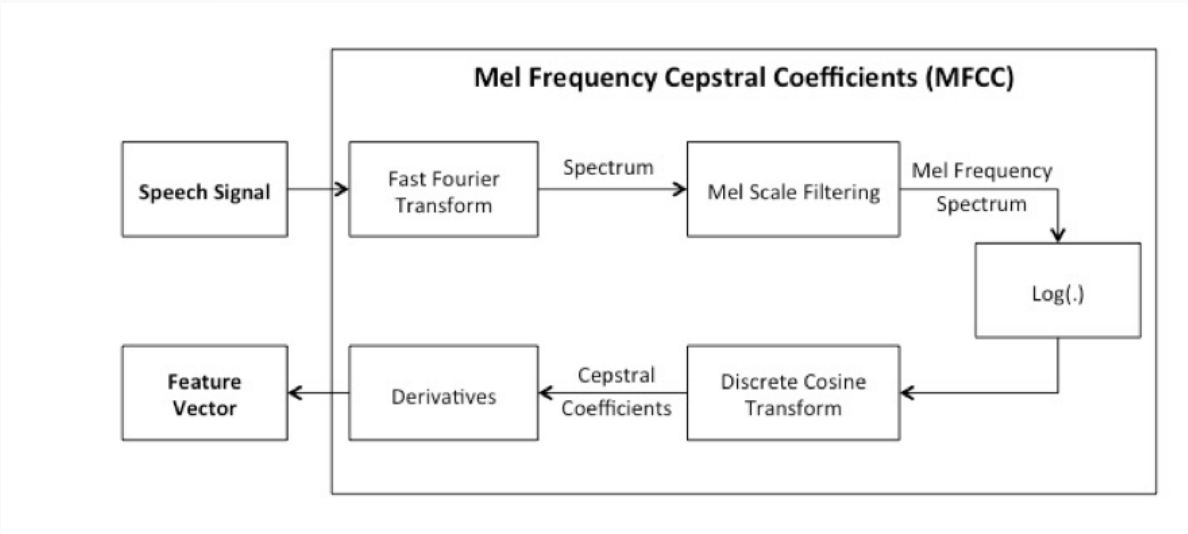 Mel Frequency Cepstral Coefficients (MFCC)
Speech Signal
Fast Fourier
Transform
Spectrum
Mel Scale Filtering
Mel Frequency
Spectrum
Log(.)
Discrete Cosine
Transform
Cepstral
Coefficients
Derivatives
Feature
Vector